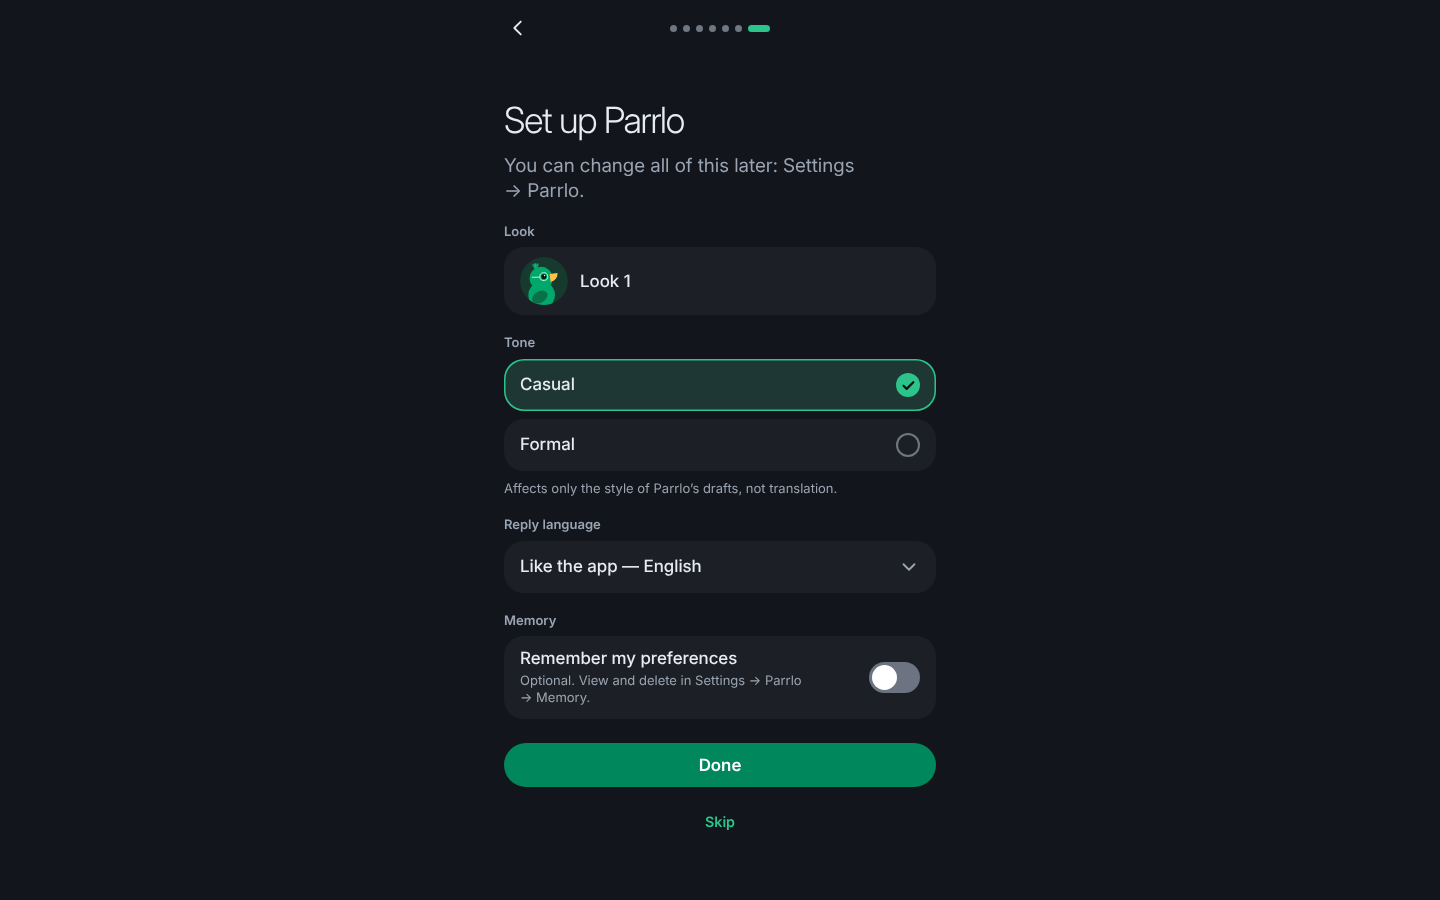 Set up Parrlo
You can change all of this later: Settings
→ Parrlo.
Look
Look 1
Tone
Casual
Formal
Affects only the style of Parrlo’s drafts, not translation.
Reply language
Like the app — English
Memory
Remember my preferences
Optional. View and delete in Settings → Parrlo
→ Memory.
Done
Skip